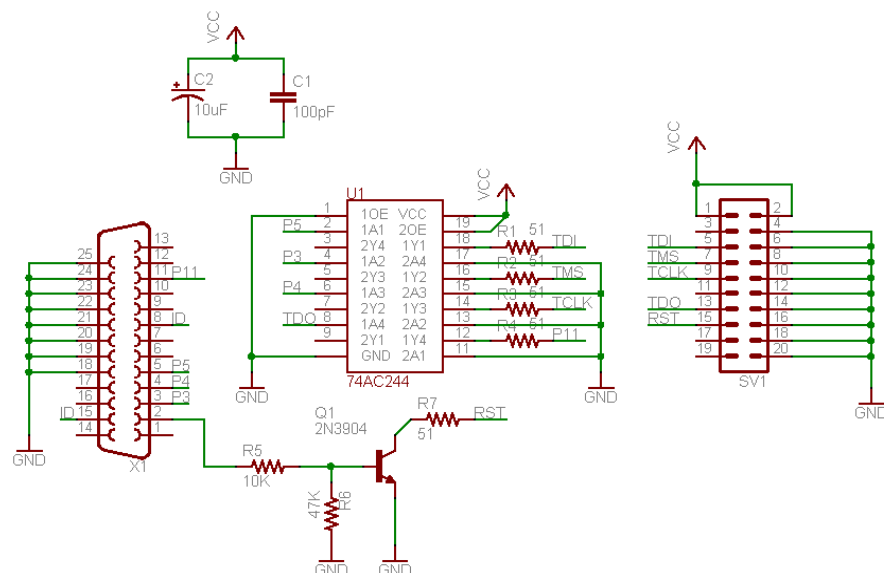 VCC
C2
10uF
C1
100pF
GND
VCC
U1
1 1OE VCC
2 1A1 2OE 19
3 2Y4 1Y1 18
4 1A2 2A4 17
5 2Y3 1Y2 16
6 1A3 2A3 15
7 2Y2 1Y3 14
8 1A4 2A2 13
9 2Y1 1Y4 12
GND 2A1 11
74AC244
P5
P3
P4
TDO
GND
R1 51 TDI
R2 51 TMS
R3 51 TCLK
R4 51 P11
GND
VCC
1 2
3 4
TDI 5 6
TMS 7 8
TCLK 9 10
11 12
TDO 13 14
RST 15 16
17 18
19 20
SV1
GND
13
25 12
24 11 P11
23 10
22 9
21 8 ID
20 7
19 6
18 5 P5
17 4 P4
16 3 P3
ID 15 2
14 1
X1
GND
Q1
2N3904
R7
51
RST
R5
10K
47K
R6
GND
GND